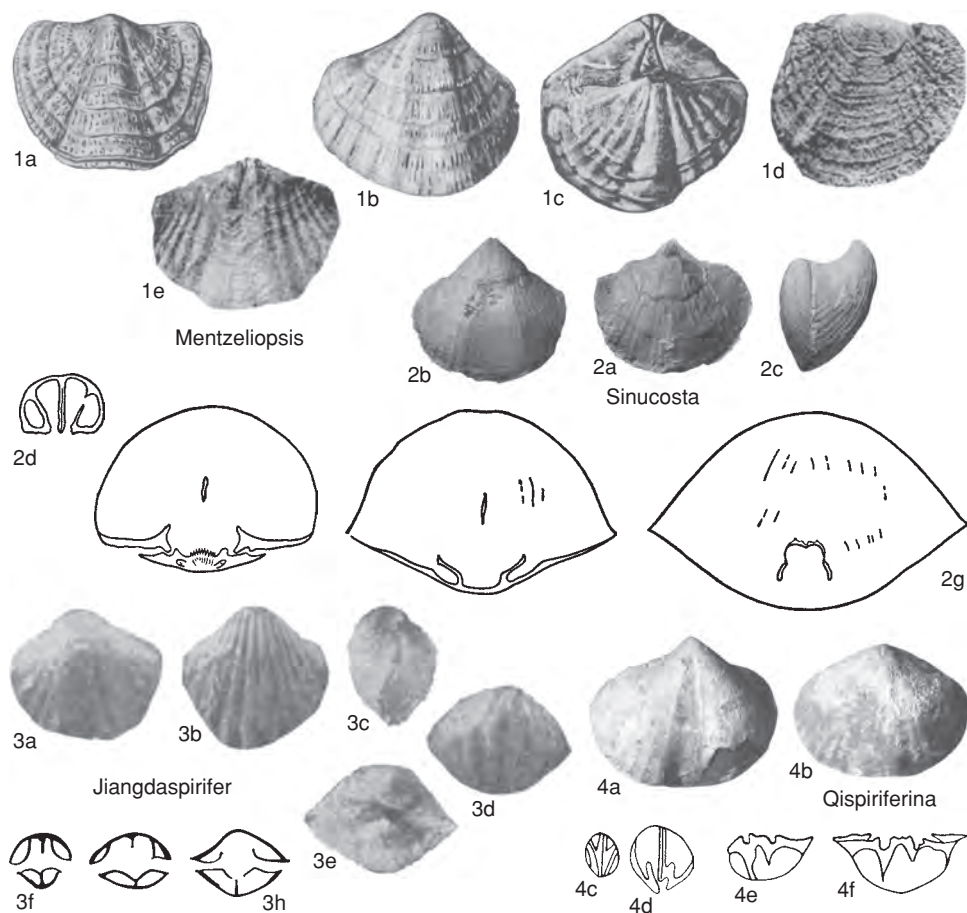 1a
1b
1c
1d
1e
Mentzeliopsis
2b
2a
2c
Sinucosta
2d
2g
3a
3b
3c
3d
4a
4b
Jiangdaspirifer
Qispiriferina
3e
3f
3h
4c
4d
4e
4f